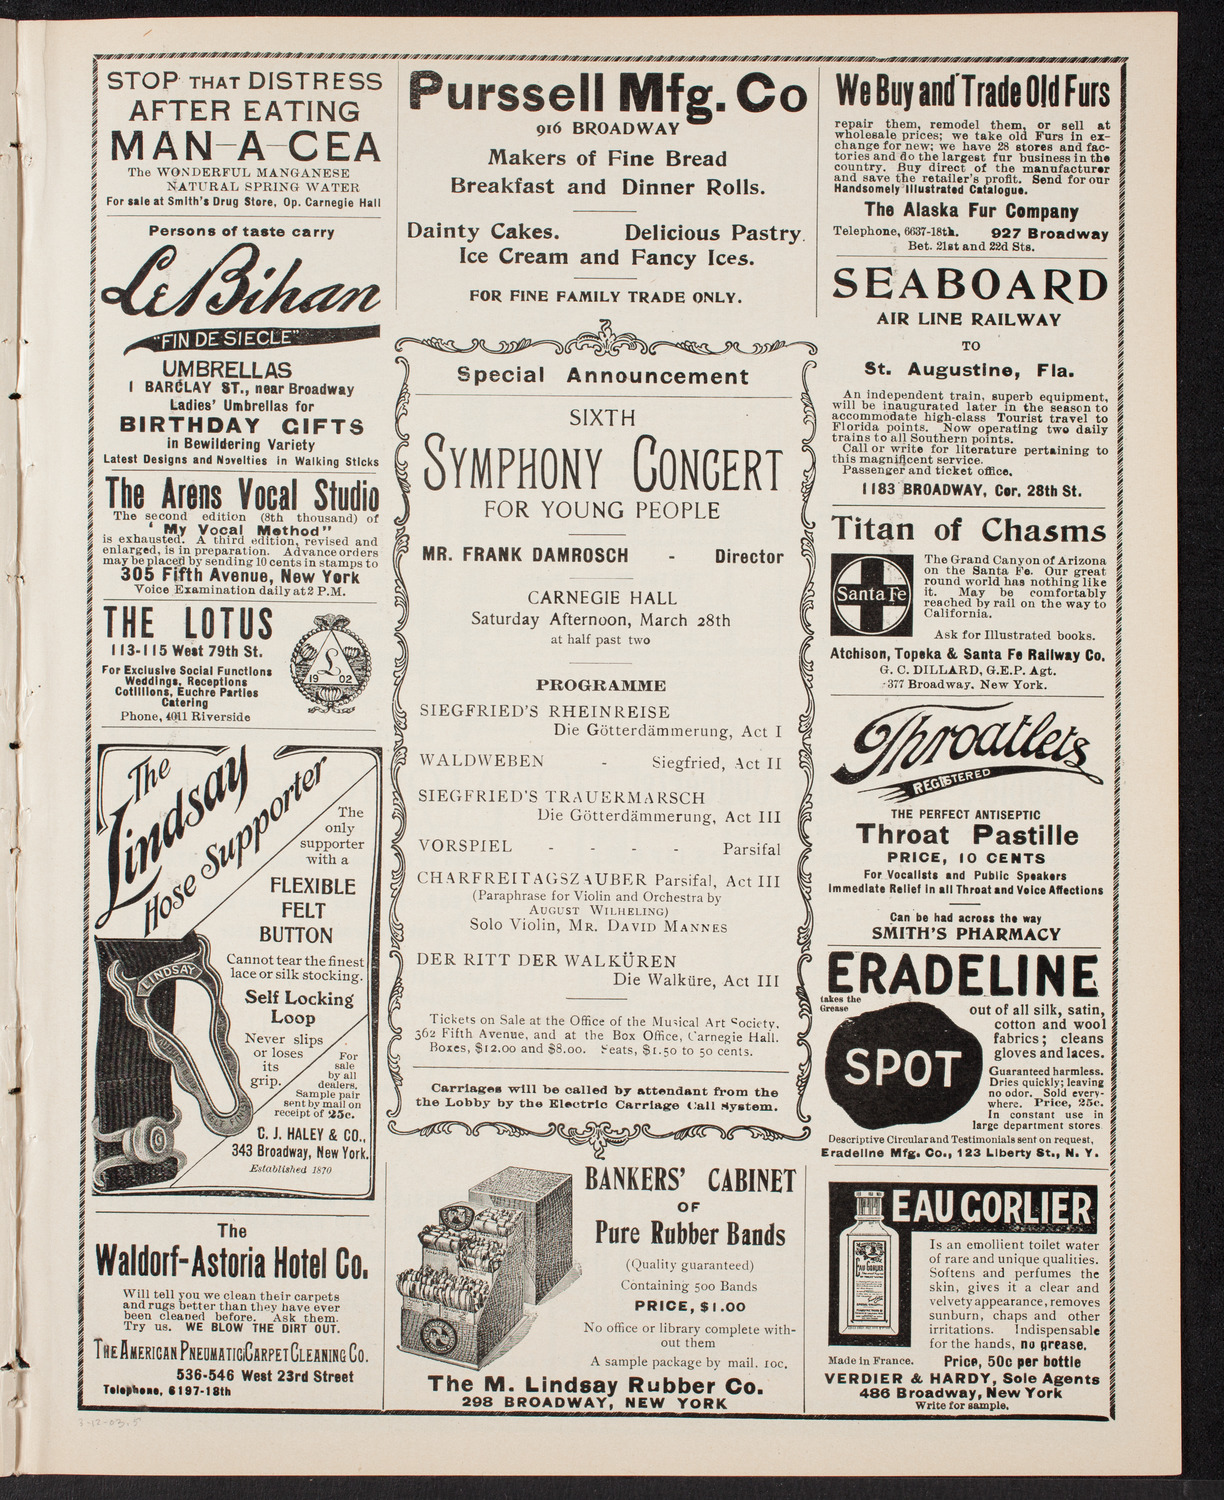 STOP THAT DISTRESS
AFTER EATING
MAN-A-CEA
The WONDERFUL MANGANESE
NATURAL SPRING WATER
For sale at Smith's Drug Store, Op. Carnegie Hall
Persons of taste carry
Le Bihan
"FIN DE SIECLE"
UMBRELLAS
1 BARCLAY ST., near Broadway
Ladies' Umbrellas for
BIRTHDAY GIFTS
in Bewildering Variety
Latest Designs and Novelties in Walking Sticks
The Arens Vocal Studio
The second edition (8th thousand) of
' My Vocal Method"
is exhausted. A third edition, revised and
enlarged, is in preparation. Advance orders
may be placed by sending 10 cents in stamps to
305 Fifth Avenue, New York
Voice Examination daily at 2 P.M.
THE LOTUS
113-115 West 79th St.
For Exclusive Social Functions
Weddings, Receptions
Cotillions, Euchre Parties
Catering
Phone, 4011 Riverside
L
19 02
The
Lindsay
Hose Supporter
The
only
supporter
with a
FLEXIBLE
FELT
BUTTON
Cannot tear the finest
lace or silk stocking.
Self Locking
Loop
Never slips
or loses
its
grip.
For
sale
by all
dealers.
Sample pair
sent by mail on
receipt of 25c.
LINDSAY
C. J. HALEY & CO.,
343 Broadway, New York.
Established 1870
The
Waldorf-Astoria Hotel Co.
Will tell you we clean their carpets
and rugs better than they have ever
been cleaned before. Ask them.
Try us. WE BLOW THE DIRT OUT.
THE AMERICAN PNEUMATIC CARPET CLEANING CO.
536-546 West 23rd Street
Telephone, 6197-18th
Purssell Mfg. Co
916 BROADWAY
Makers of Fine Bread
Breakfast and Dinner Rolls.
Dainty Cakes. Delicious Pastry.
Ice Cream and Fancy Ices.
FOR FINE FAMILY TRADE ONLY.
Special Announcement
SIXTH
SYMPHONY CONCERT
FOR YOUNG PEOPLE
MR. FRANK DAMROSCH - Director
CARNEGIE HALL
Saturday Afternoon, March 28th
at half past two
PROGRAMME
SIEGFRIED'S RHEINREISE
Die Götterdämmerung, Act I
WALDWEBEN - Siegfried, Act II
SIEGFRIED'S TRAUERMARSCH
Die Götterdämmerung, Act III
VORSPIEL - - - - Parsifal
CHARFREITAGSZAUBER Parsifal, Act III
(Paraphrase for Violin and Orchestra by
AUGUST WILHELING)
Solo Violin, MR. DAVID MANNES
DER RITT DER WALKÜREN
Die Walküre, Act III
Tickets on Sale at the Office of the Musical Art Society,
362 Fifth Avenue, and at the Box Office, Carnegie Hall.
Boxes, $12.00 and $8.00. Seats, $1.50 to 50 cents.
Carriages will be called by attendant from the
the Lobby by the Electric Carriage Call System.
BANKERS' CABINET
OF
Pure Rubber Bands
(Quality guaranteed)
Containing 500 Bands
PRICE, $1.00
No office or library complete with-
out them
A sample package by mail, 10c.
The M. Lindsay Rubber Co.
298 BROADWAY, NEW YORK
We Buy and Trade Old Furs
repair them, remodel them, or sell at
wholesale prices; we take old Furs in ex-
change for new; we have 28 stores and fac-
tories and do the largest fur business in the
country. Buy direct of the manufacturer
and save the retailer's profit. Send for our
Handsomely Illustrated Catalogue.
The Alaska Fur Company
Telephone, 6637-18th. 927 Broadway
Bet. 21st and 22d Sts.
SEABOARD
AIR LINE RAILWAY
TO
St. Augustine, Fla.
An independent train, superb equipment,
will be inaugurated later in the season to
accommodate high-class Tourist travel to
Florida points. Now operating two daily
trains to all Southern points.
Call or write for literature pertaining to
this magnificent service.
Passenger and ticket office,
1183 BROADWAY, Cor. 28th St.
Titan of Chasms
Santa Fe
The Grand Canyon of Arizona
on the Santa Fe. Our great
round world has nothing like
it. May be comfortably
reached by rail on the way to
California.
Ask for Illustrated books.
Atchison, Topeka & Santa Fe Railway Co.
G. C. DILLARD, G.E.P. Agt.
377 Broadway, New York.
Throatlets
REGISTERED
THE PERFECT ANTISEPTIC
Throat Pastille
PRICE, 10 CENTS
For Vocalists and Public Speakers
Immediate Relief in all Throat and Voice Affections
Can be had across the way
SMITH'S PHARMACY
ERADELINE
takes the
Grease
SPOT
out of all silk, satin,
cotton and wool
fabrics; cleans
gloves and laces.
Guaranteed harmless.
Dries quickly; leaving
no odor. Sold every-
where. Price, 25c.
In constant use in
large department stores
Descriptive Circular and Testimonials sent on request,
Eradeline Mfg. Co., 123 Liberty St., N. Y.
EAU GORLIER
Is an emollient toilet water
of rare and unique qualities.
Softens and perfumes the
skin, gives it a clear and
velvety appearance, removes
sunburn, chaps and other
irritations. Indispensable
for the hands, no grease.
Made in France. Price, 50c per bottle
VERDIER & HARDY, Sole Agents
486 Broadway, New York
Write for sample.
3-12-03.5